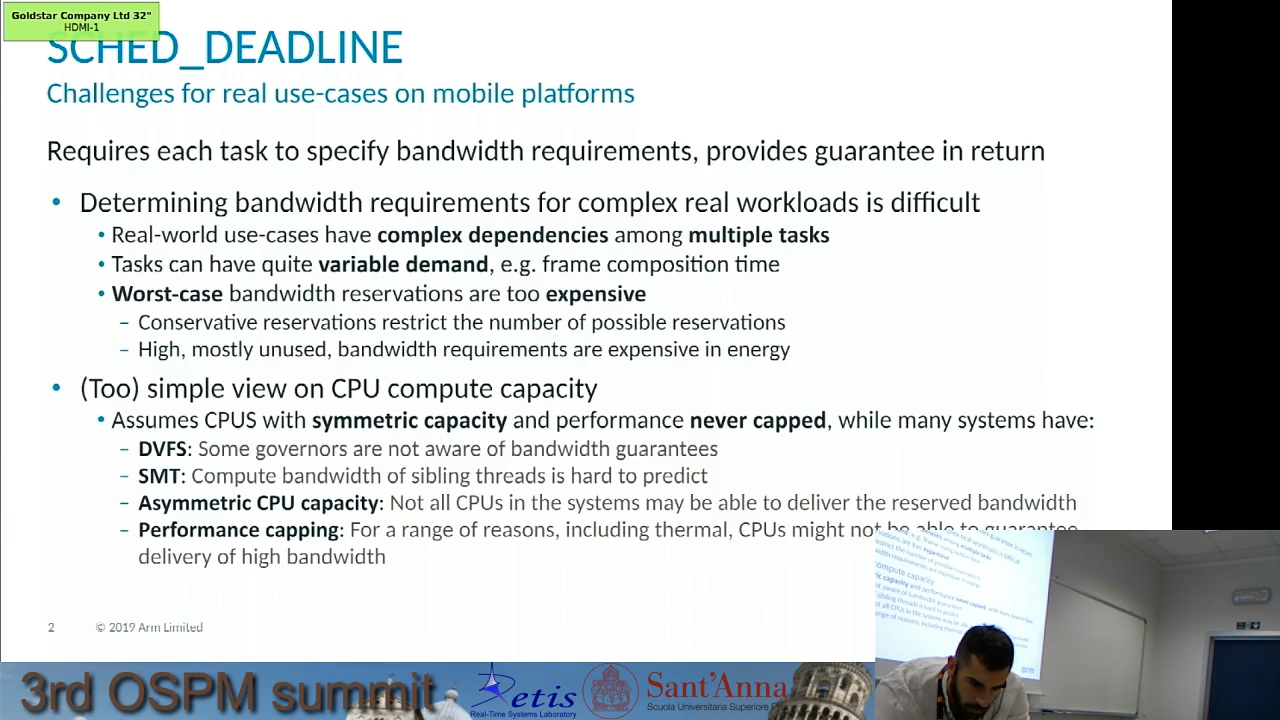 Goldstar Company Ltd 32"
HDMI-1
SCHED_DEADLINE
Challenges for real use-cases on mobile platforms
Requires each task to specify bandwidth requirements, provides guarantee in return
• Determining bandwidth requirements for complex real workloads is difficult
• Real-world use-cases have complex dependencies among multiple tasks
• Tasks can have quite variable demand, e.g. frame composition time
• Worst-case bandwidth reservations are too expensive
– Conservative reservations restrict the number of possible reservations
– High, mostly unused, bandwidth requirements are expensive in energy
• (Too) simple view on CPU compute capacity
• Assumes CPUS with symmetric capacity and performance never capped, while many systems have:
– DVFS: Some governors are not aware of bandwidth guarantees
– SMT: Compute bandwidth of sibling threads is hard to predict
– Asymmetric CPU capacity: Not all CPUs in the systems may be able to deliver the reserved bandwidth
– Performance capping: For a range of reasons, including thermal, CPUs might not be able to guarantee
delivery of high bandwidth
2 © 2019 Arm Limited
3rd OSPM summit
Retis
Real-Time Systems Laboratory
Sant'Anna
Scuola Universitaria Superiore
compute capacity
arm